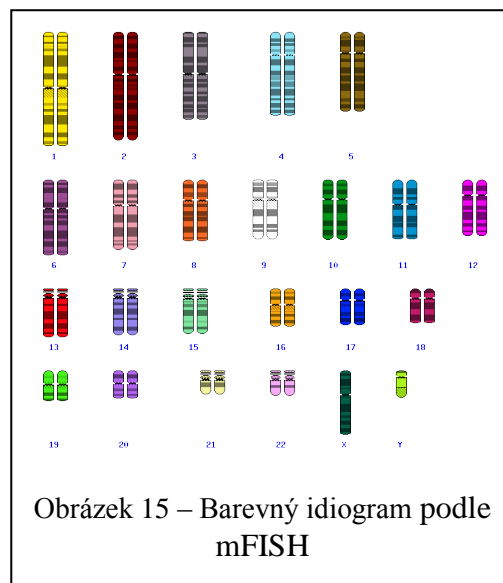 1 2 3 4 5
6 7 8 9 10 11 12
13 14 15 16 17 18
19 20 21 22 X Y
Obrázek 15 – Barevný idiogram podle
mFISH